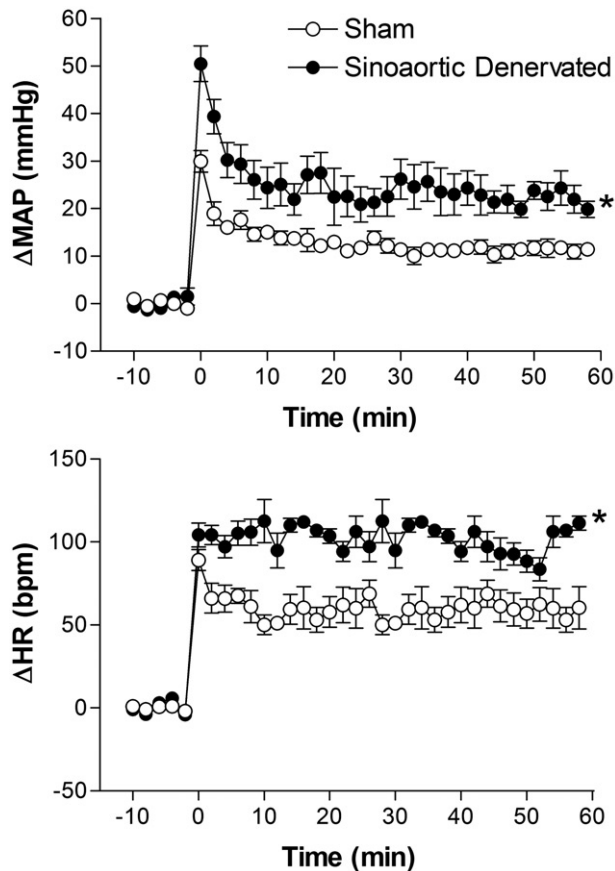 60
Sham
50
Sinoaortic Denervated
40
30
20
*
10
0
-10
-10 0 10 20 30 40 50 60
Time (min)
ΔMAP (mmHg)
150
*
100
50
0
-50
-10 0 10 20 30 40 50 60
Time (min)
ΔHR (bpm)